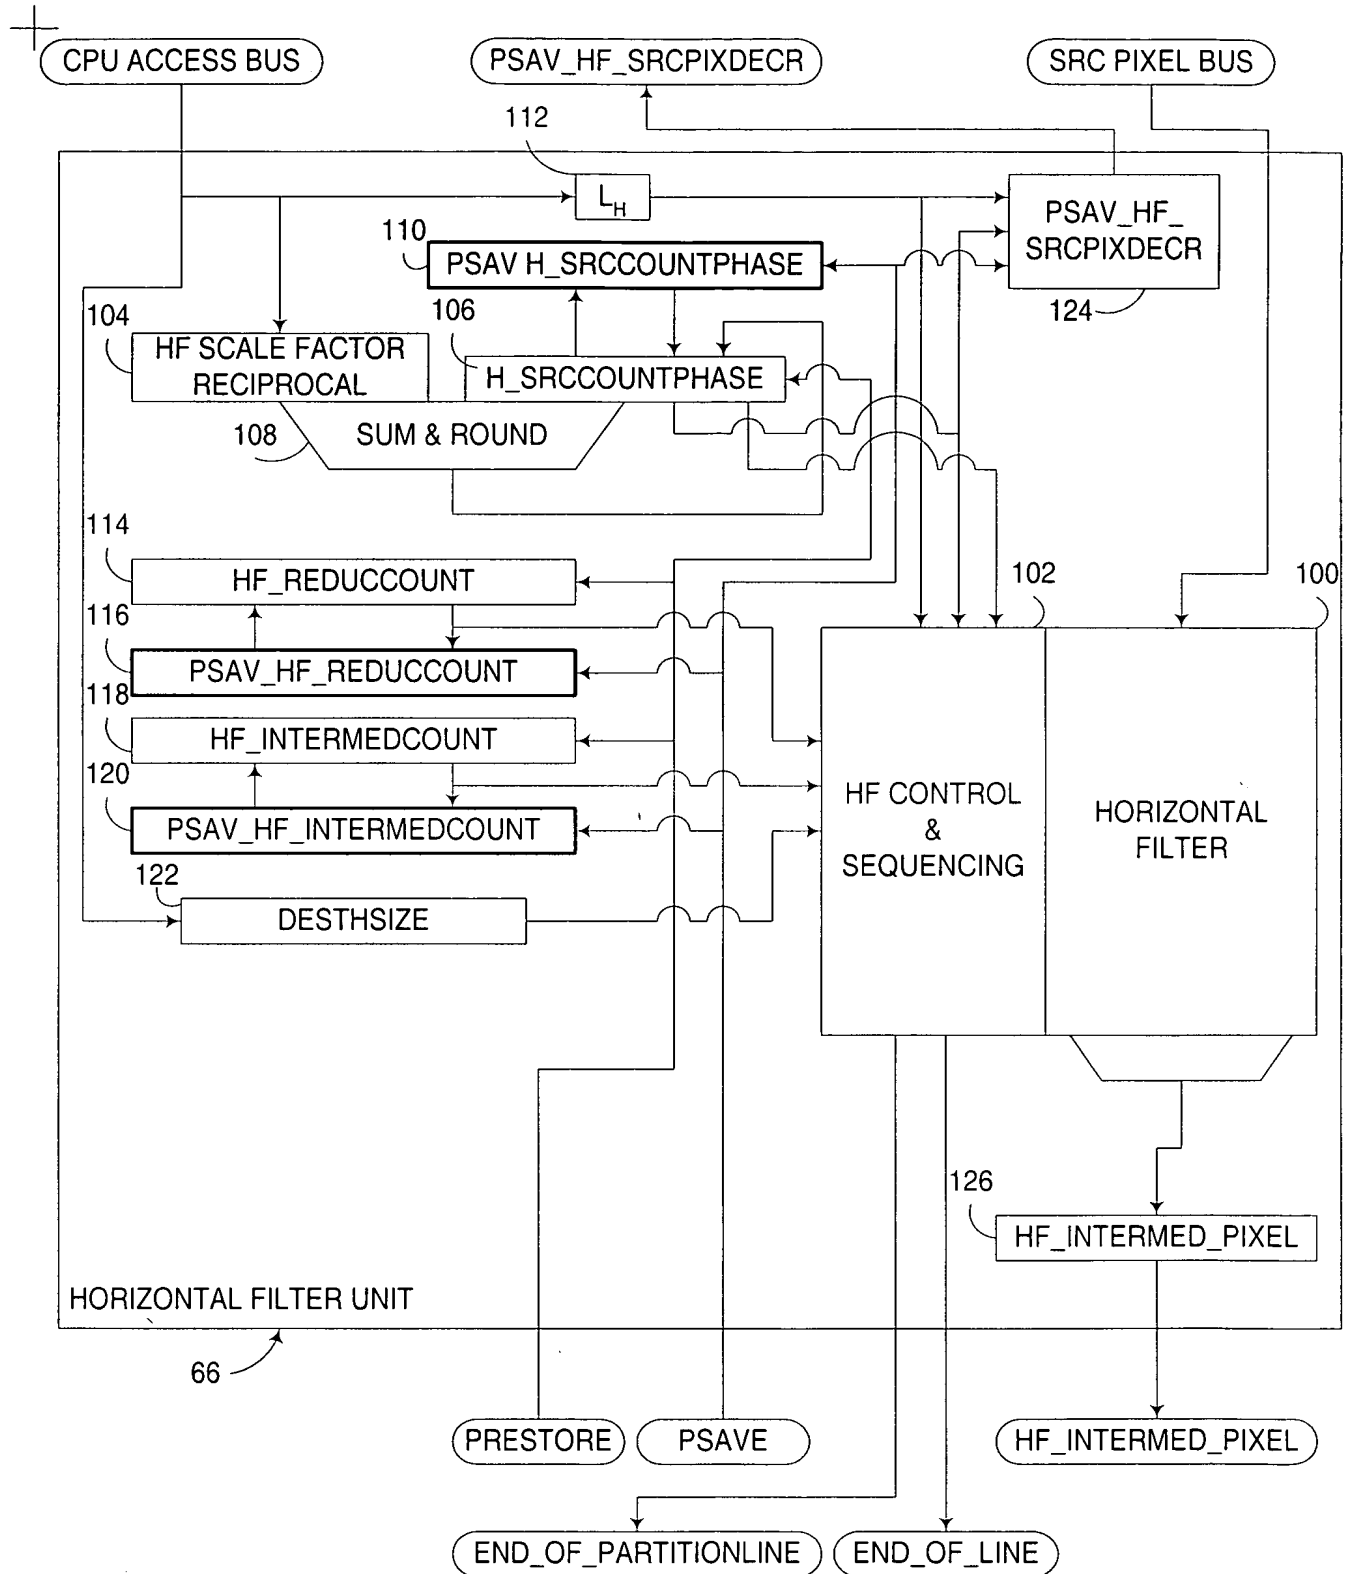 CPU ACCESS BUS
PSAV_HF_SRCPIXDECR
SRC PIXEL BUS
112
L_H
PSAV_HF_
SRCPIXDECR
124
110
PSAV H_SRCCOUNTPHASE
104
HF SCALE FACTOR
RECIPROCAL
106
H_SRCCOUNTPHASE
108
SUM & ROUND
114
HF_REDUCCOUNT
102
100
116
PSAV_HF_REDUCCOUNT
118
HF_INTERMEDCOUNT
120
PSAV_HF_INTERMEDCOUNT
HF CONTROL
&
SEQUENCING
HORIZONTAL
FILTER
122
DESTHSIZE
126
HF_INTERMED_PIXEL
HORIZONTAL FILTER UNIT
66
PRESTORE
PSAVE
HF_INTERMED_PIXEL
END_OF_PARTITIONLINE
END_OF_LINE